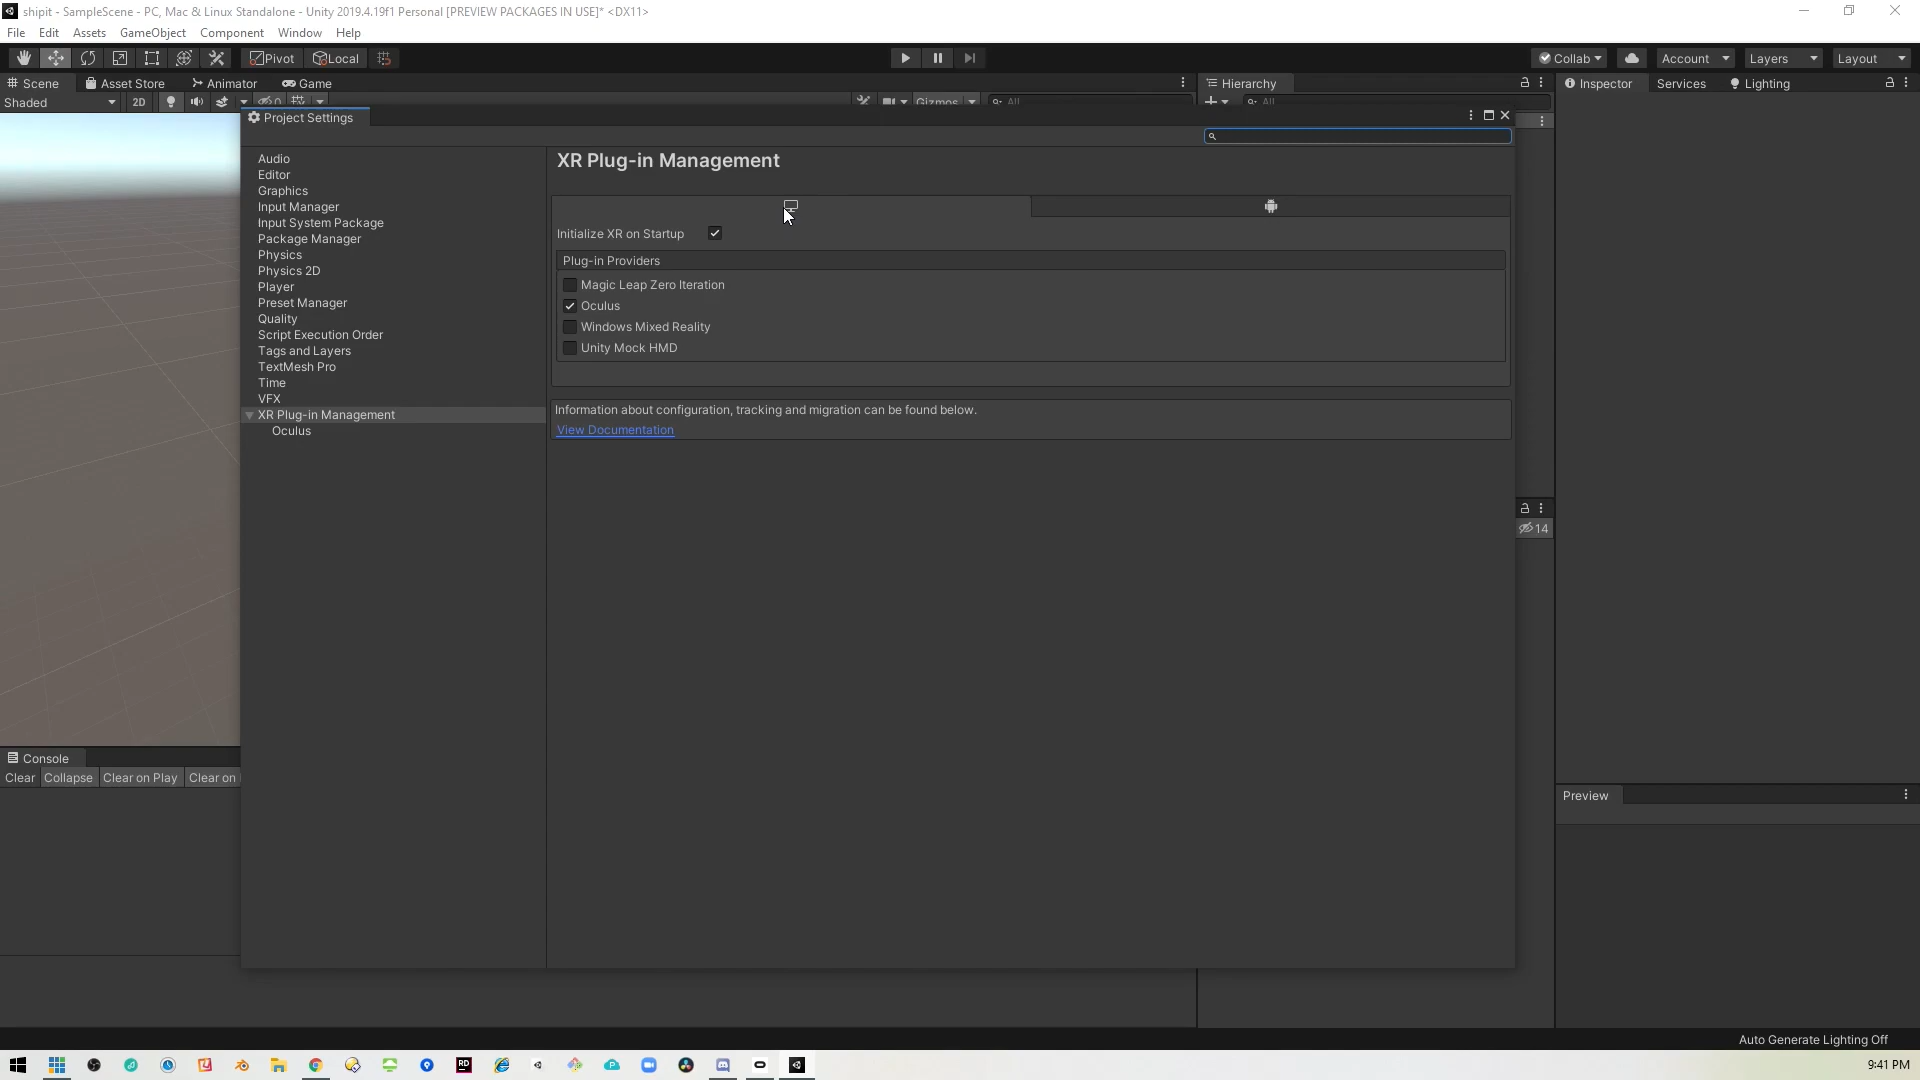 shipit - SampleScene - PC, Mac & Linux Standalone - Unity 2019.4.19f1 Personal [PREVIEW PACKAGES IN USE]* <DX11>
File Edit Assets GameObject Component Window Help
Pivot Local Collab Account Layers Layout
Scene Asset Store Animator Game Hierarchy Inspector Services Lighting
Shaded 2D 0 Gizmos All All
Project Settings
XR Plug-in Management
Audio
Editor
Graphics
Input Manager
Input System Package
Package Manager
Physics
Physics 2D
Player
Preset Manager
Quality
Script Execution Order
Tags and Layers
TextMesh Pro
Time
VFX
XR Plug-in Management
Oculus
Initialize XR on Startup
Plug-in Providers
Magic Leap Zero Iteration
Oculus
Windows Mixed Reality
Unity Mock HMD
Information about configuration, tracking and migration can be found below.
View Documentation
14
Console
Clear Collapse Clear on Play Clear on
Preview
Auto Generate Lighting Off
RD
9:41 PM